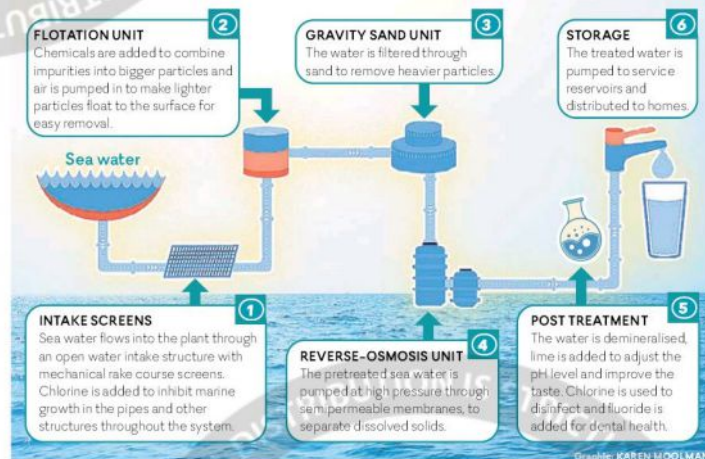 FLOTATION UNIT
2
Chemicals are added to combine
impurities into bigger particles and
air is pumped in to make lighter
particles float to the surface for
easy removal.
GRAVITY SAND UNIT
3
The water is filtered through
sand to remove heavier particles.
STORAGE
6
The treated water is
pumped to service
reservoirs and
distributed to homes.
Sea water
INTAKE SCREENS
1
Sea water flows into the plant through
an open water intake structure with
mechanical rake course screens.
Chlorine is added to inhibit marine
growth in the pipes and other
structures throughout the system.
REVERSE-OSMOSIS UNIT
4
The pretreated sea water is
pumped at high pressure through
semipermeable membranes, to
separate dissolved solids.
POST TREATMENT
5
The water is demineralised,
lime is added to adjust the
pH level and improve the
taste. Chlorine is used to
disinfect and fluoride is
added for dental health.
Graphic: KAREN MOOLMAN